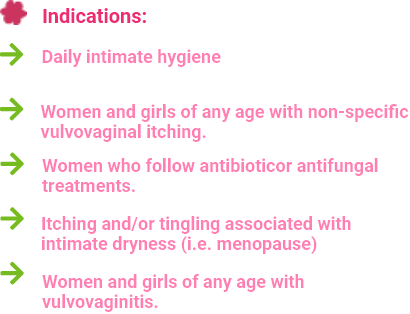 Indications:
Daily intimate hygiene
Women and girls of any age with non-specific
vulvovaginal itching.
Women who follow antibioticor antifungal
treatments.
Itching and/or tingling associated with
intimate dryness (i.e. menopause)
Women and girls of any age with
vulvovaginitis.